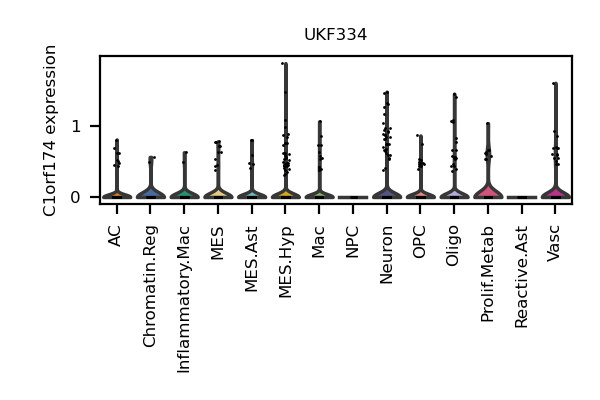 UKF334
C1orf174 expression
1
0
AC
Chromatin.Reg
Inflammatory.Mac
MES
MES.Ast
MES.Hyp
Mac
NPC
Neuron
OPC
Oligo
Prolif.Metab
Reactive.Ast
Vasc